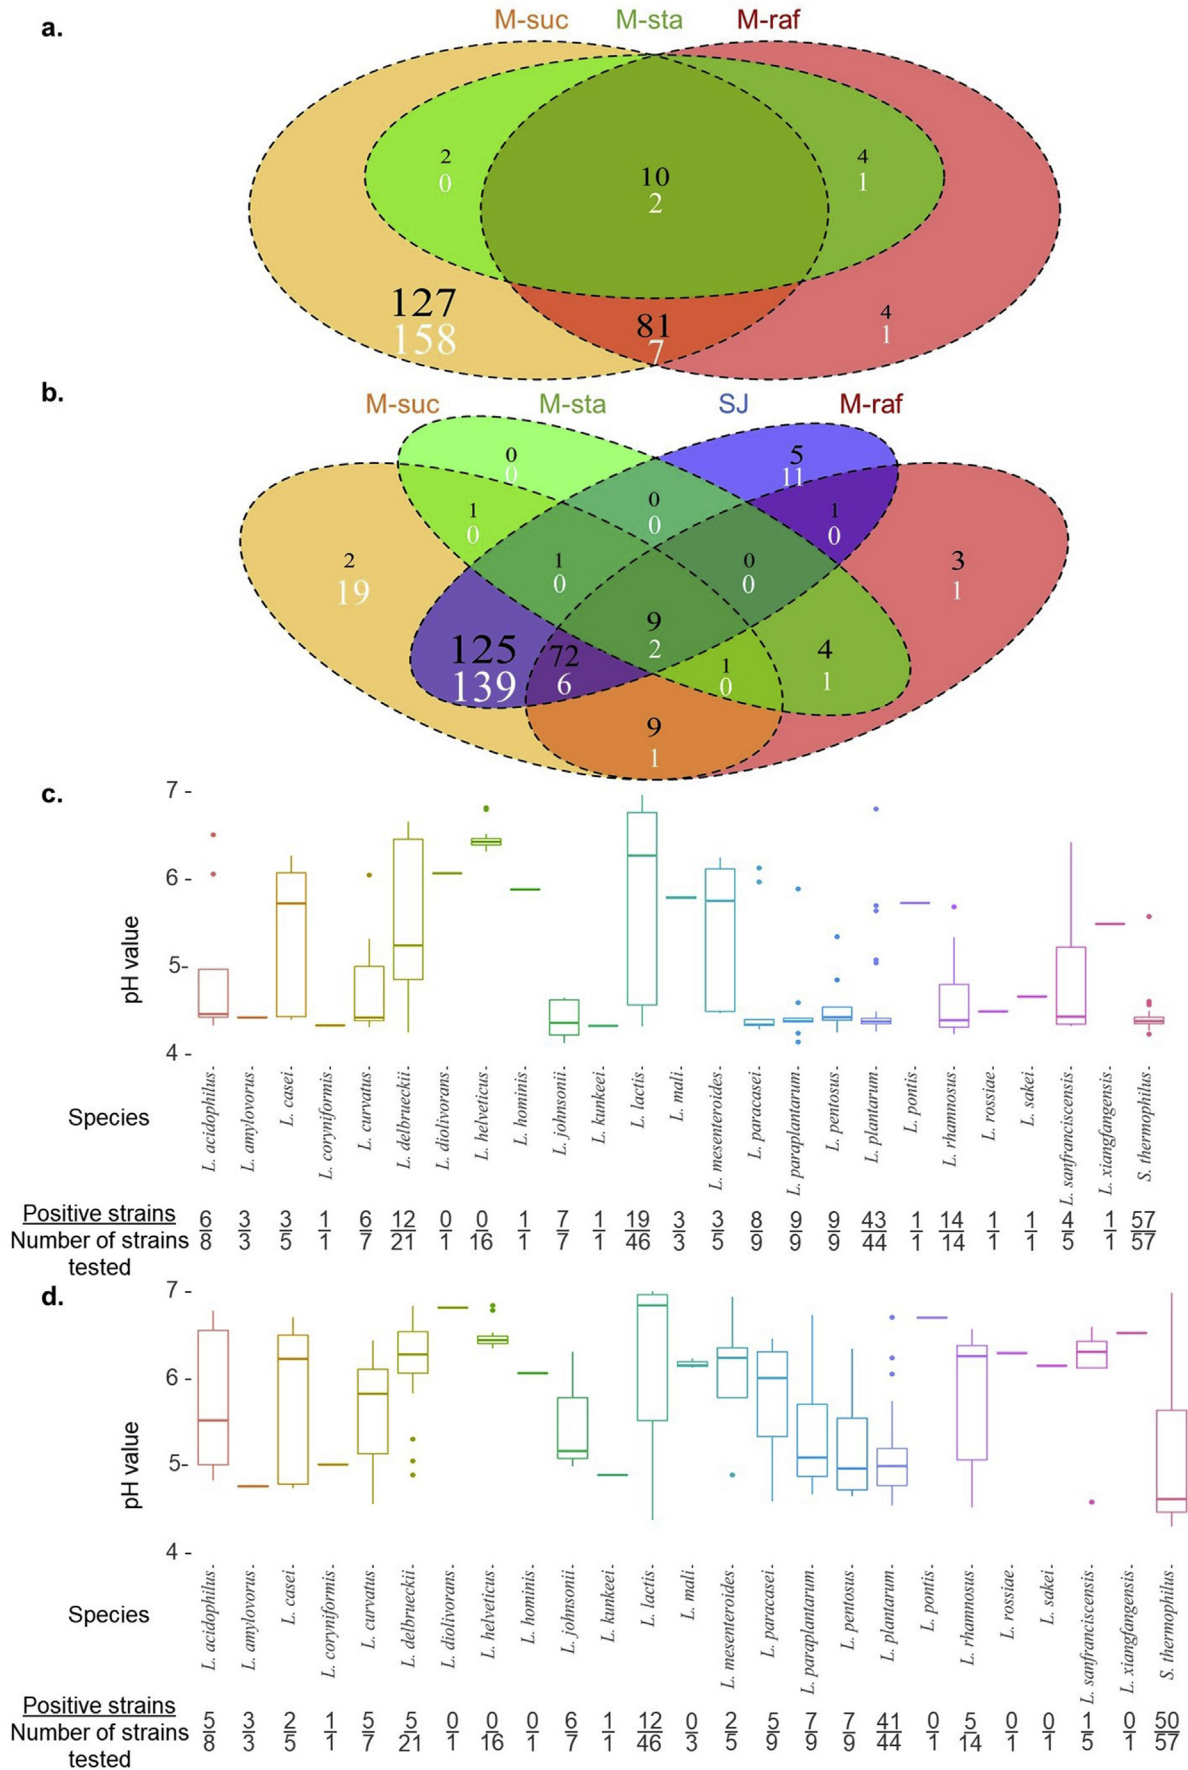 a.
M-suc M-sta M-raf
2
0
10
2
4
1
127
158
81
7
4
1
b.
M-suc M-sta SJ M-raf
0
0
5
11
1
0
0
0
1
0
2
19
1
0
0
0
3
1
9
2
125
139
72
6
1
0
4
1
9
1
c.
7 -
6 -
5-
4 -
pH value
Species
L. acidophilus-
L. amylovorus-
L. casei-
L. coryniformis-
L. curvatus-
L. delbrueckii-
L. diolivorans-
L. helveticus-
L. hominis-
L. johnsonii-
L. kunkeei-
L. lactis-
L. mali-
L. mesenteroides-
L. paracasei-
L. paraplantarum-
L. pentosus-
L. plantarum-
L. pontis-
L. rhamnosus-
L. rossiae-
L. sakei-
L. sanfranciscensis-
L. xiangfangensis-
S. thermophilus-
Positive strains 6 3 3 1 6 12 0 0 1 7 1 19 3 3 8 9 9 43 1 14 1 1 4 1 57
Number of strains 8 3 5 1 7 21 1 16 1 7 1 46 3 5 9 9 9 44 1 14 1 1 5 1 57
tested
d.
7 -
6 -
5-
4 -
pH value
Species
L. acidophilus-
L. amylovorus-
L. casei-
L. coryniformis-
L. curvatus-
L. delbrueckii-
L. diolivorans-
L. helveticus-
L. hominis-
L. johnsonii-
L. kunkeei-
L. lactis-
L. mali-
L. mesenteroides-
L. paracasei-
L. paraplantarum-
L. pentosus-
L. plantarum-
L. pontis-
L. rhamnosus-
L. rossiae-
L. sakei-
L. sanfranciscensis-
L. xiangfangensis-
S. thermophilus-
Positive strains 5 3 2 1 5 5 0 0 0 6 1 12 0 2 5 7 7 41 0 5 0 0 1 0 50
Number of strains 8 3 5 1 7 21 1 16 1 7 1 46 3 5 9 9 9 44 1 14 1 1 5 1 57
tested